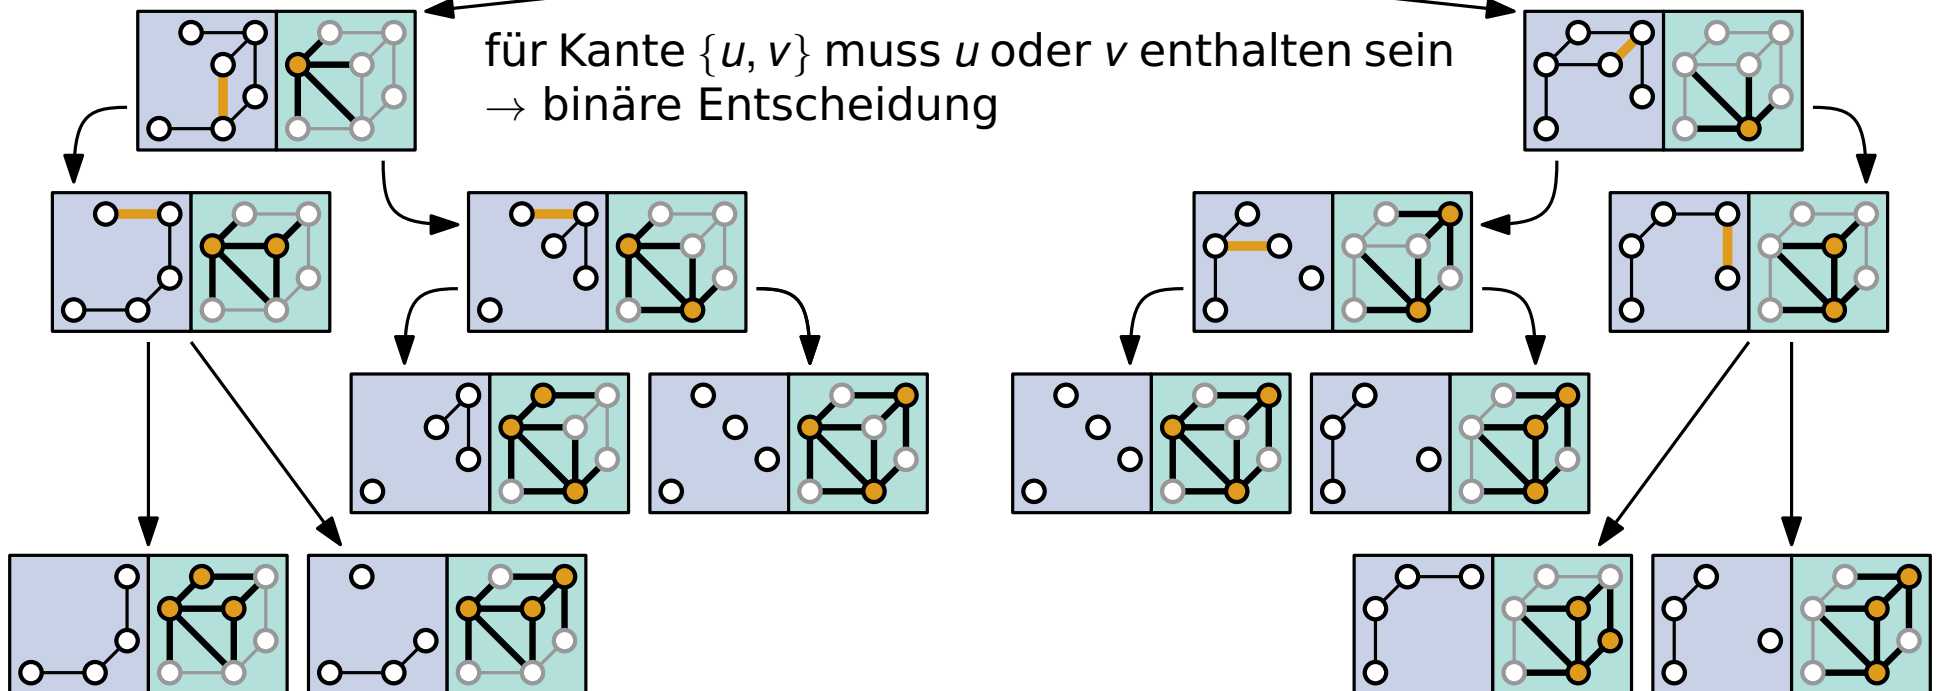 für Kante {u, v} muss u oder v enthalten sein
→ binäre Entscheidung